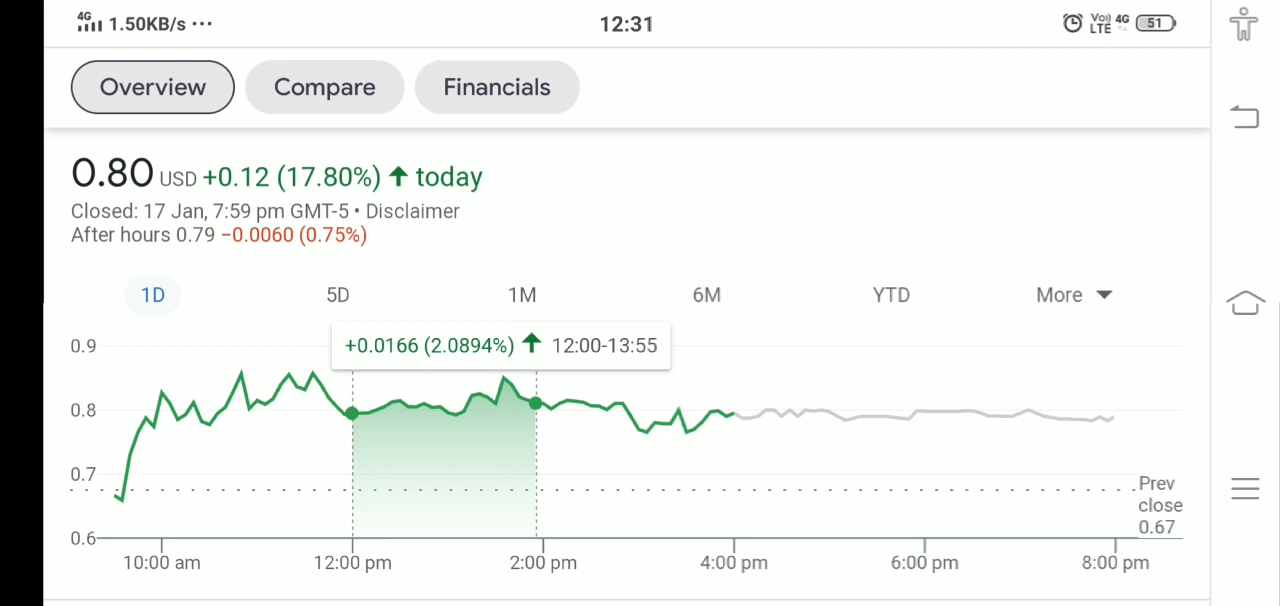 4G 1.50KB/s ··· 12:31 Vo)) LTE 4G 51
Overview Compare Financials
0.80 USD +0.12 (17.80%) ↑ today
Closed: 17 Jan, 7:59 pm GMT-5 • Disclaimer
After hours 0.79 −0.0060 (0.75%)
1D 5D 1M 6M YTD More
+0.0166 (2.0894%) ↑ 12:00-13:55
0.9
0.8
0.7
0.6
Prev
close
0.67
10:00 am 12:00 pm 2:00 pm 4:00 pm 6:00 pm 8:00 pm